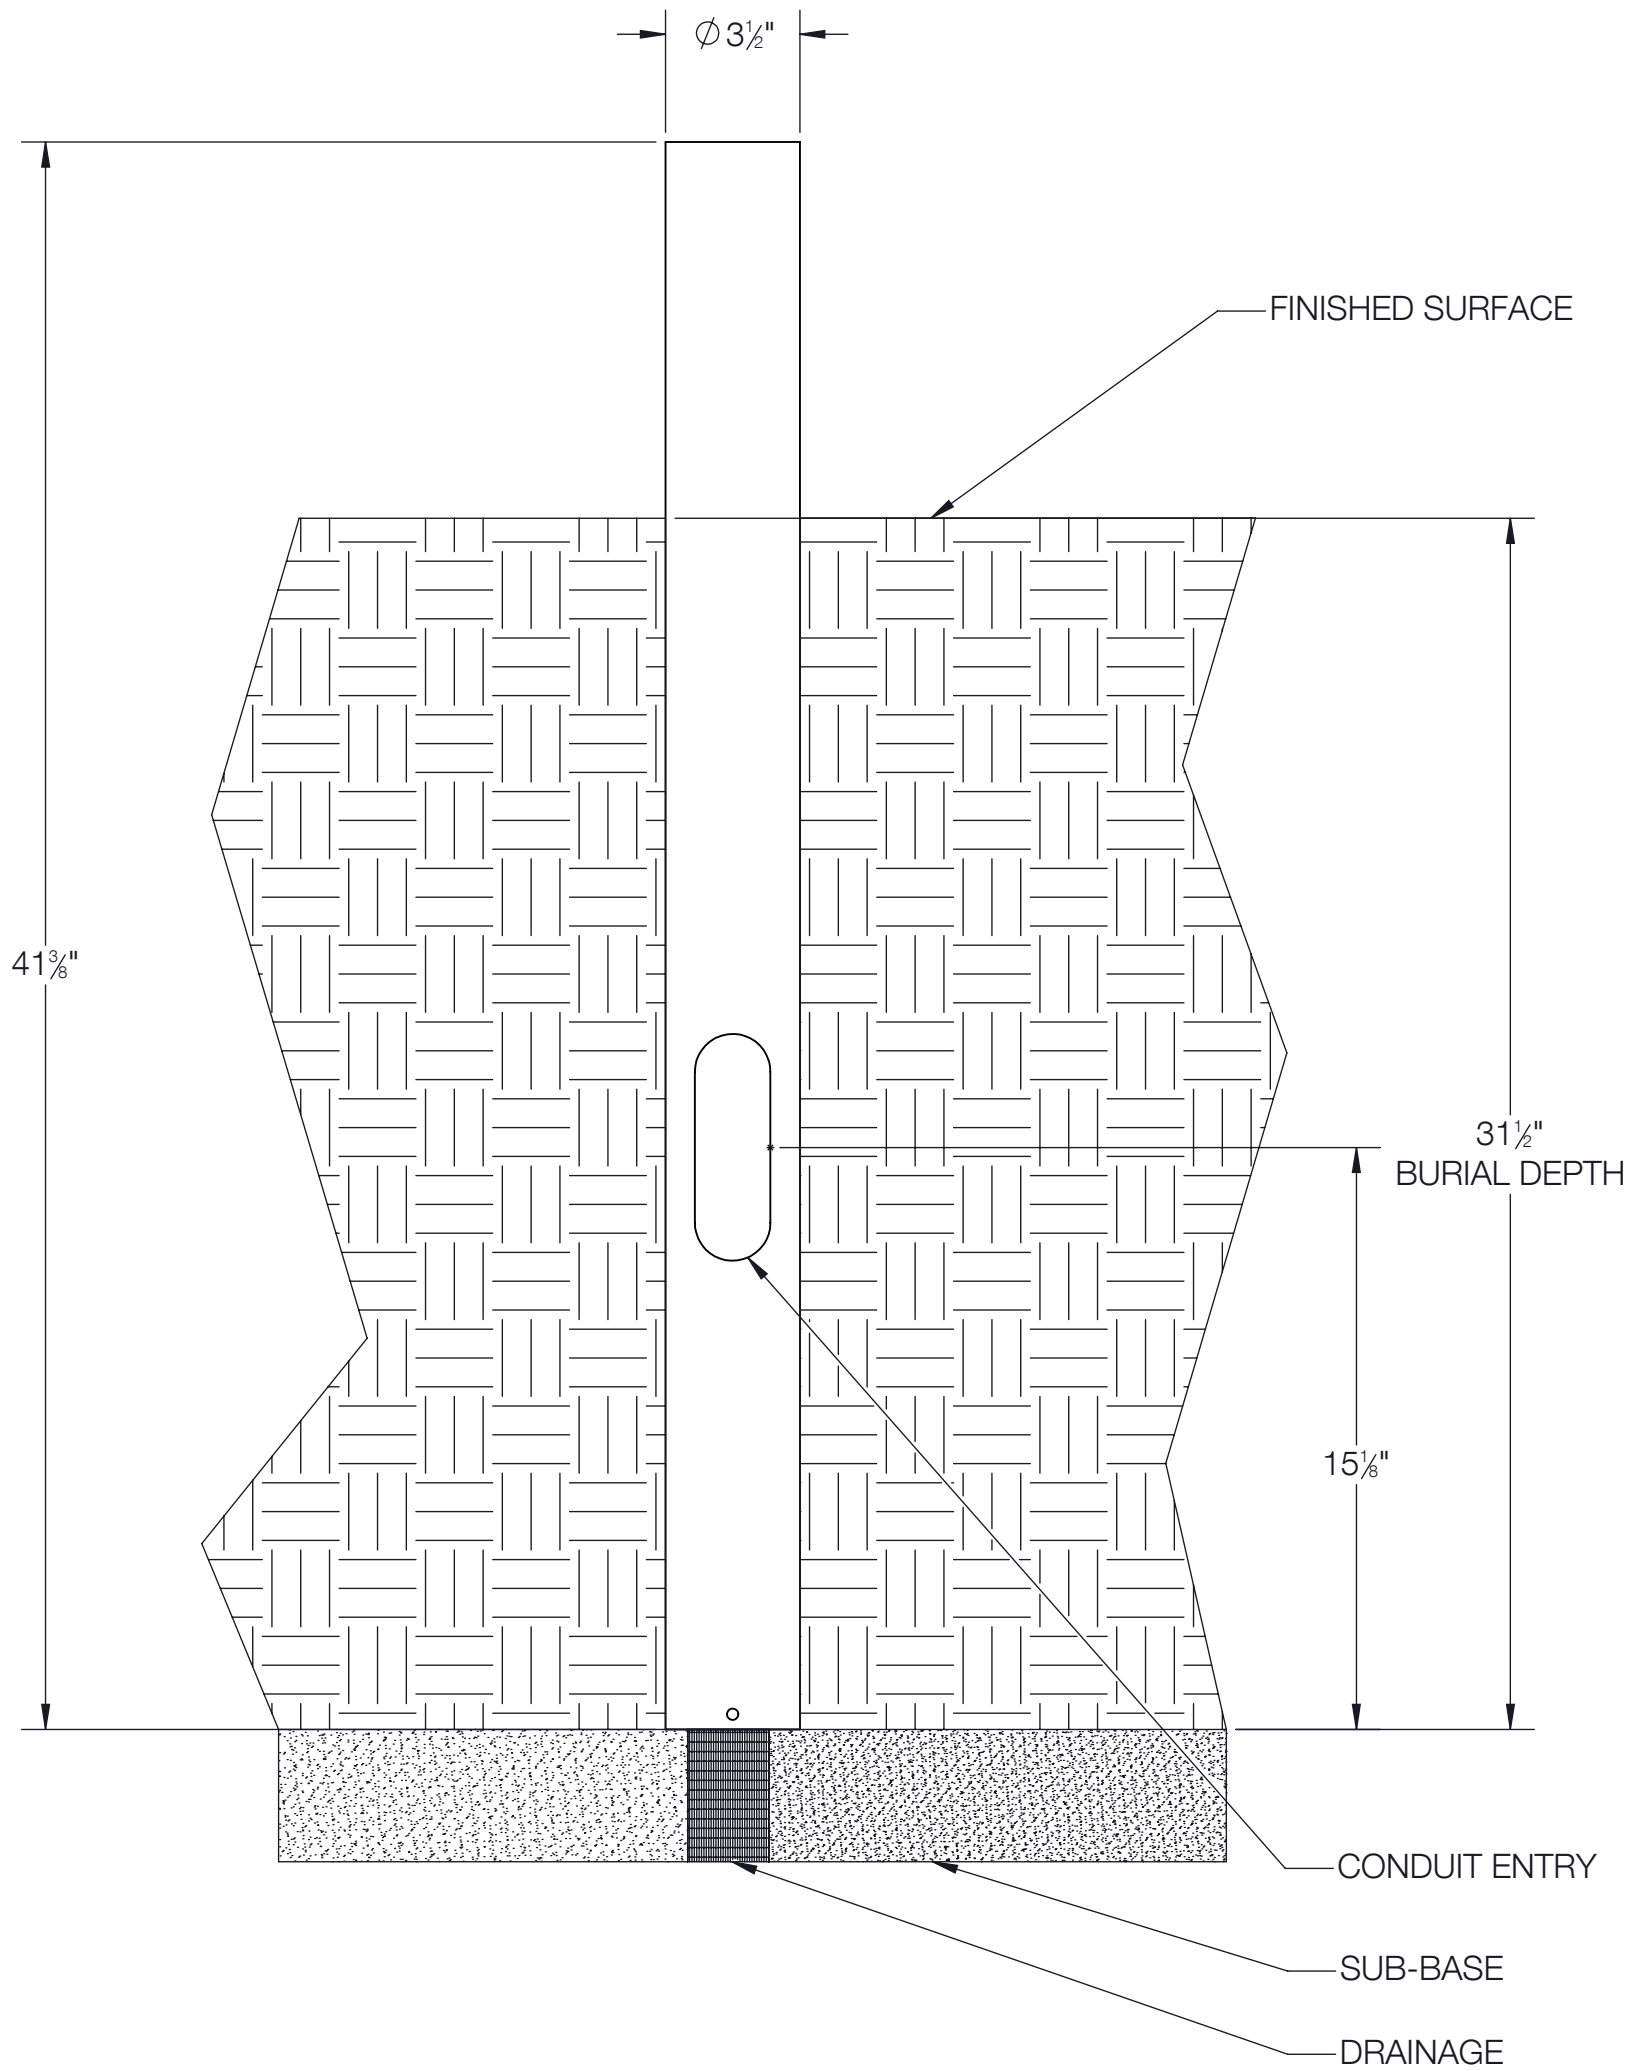 Ø 3½"
FINISHED SURFACE
41⅜"
31½"
BURIAL DEPTH
15⅛"
CONDUIT ENTRY
SUB-BASE
DRAINAGE